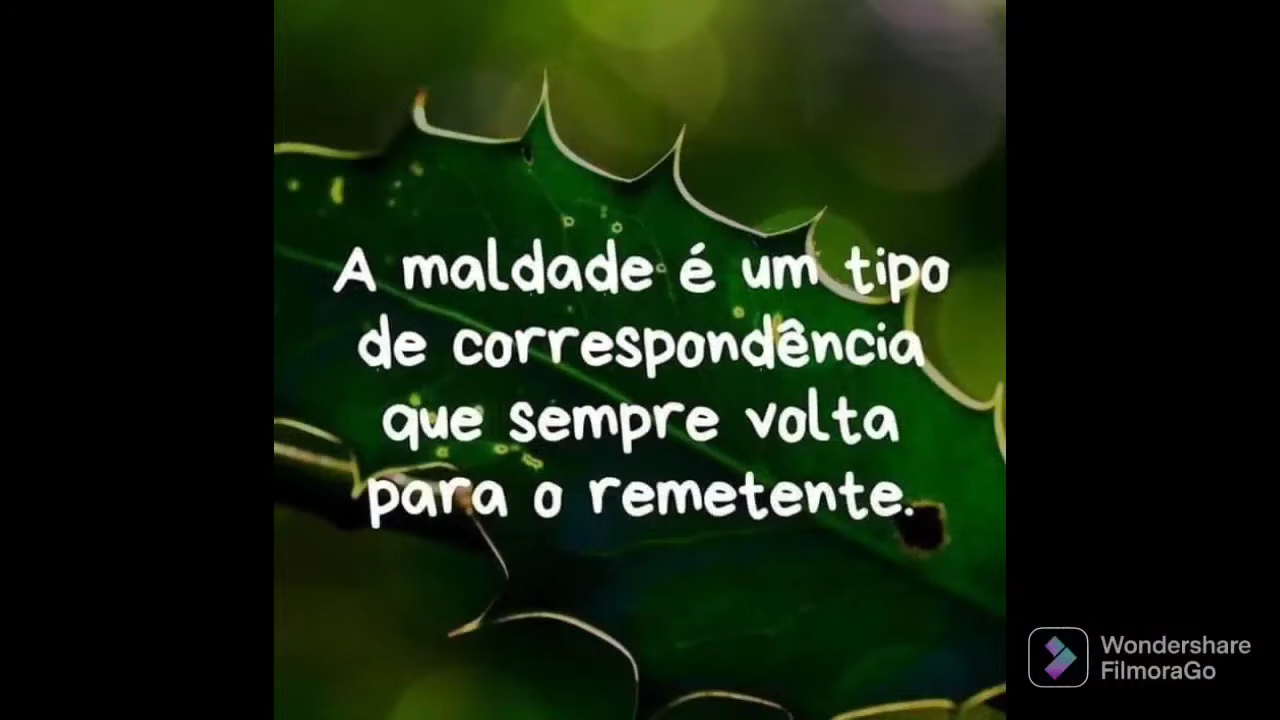 A maldade é um tipo
de correspondência
que sempre volta
para o remetente.
Wondershare
FilmoraGo